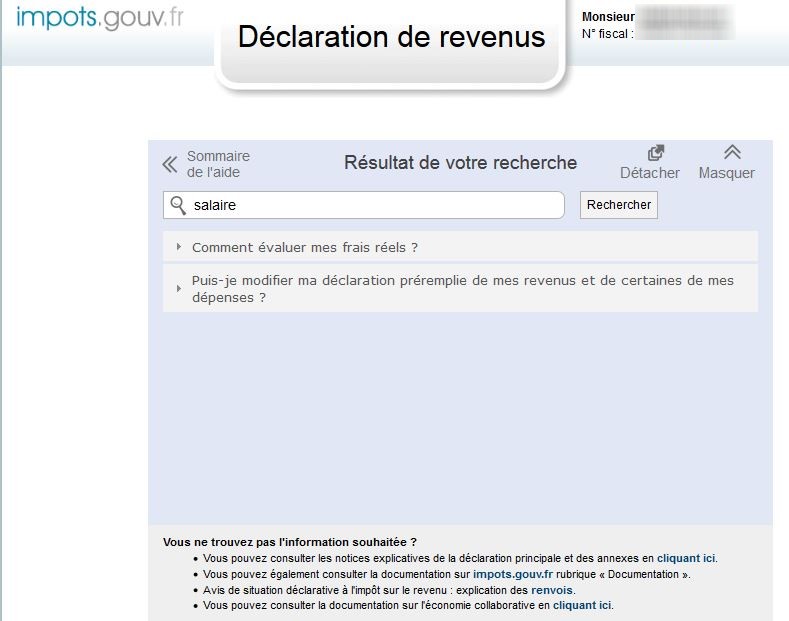 impots.gouv.fr
Déclaration de revenus
Monsieur
N° fiscal :
Sommaire
de l'aide
Résultat de votre recherche
Détacher
Masquer
salaire
Rechercher
Comment évaluer mes frais réels ?
Puis-je modifier ma déclaration préremplie de mes revenus et de certaines de mes
dépenses ?
Vous ne trouvez pas l'information souhaitée ?
• Vous pouvez consulter les notices explicatives de la déclaration principale et des annexes en cliquant ici.
• Vous pouvez également consulter la documentation sur impots.gouv.fr rubrique « Documentation ».
• Avis de situation déclarative à l'impôt sur le revenu : explication des renvois.
• Vous pouvez consulter la documentation sur l'économie collaborative en cliquant ici.